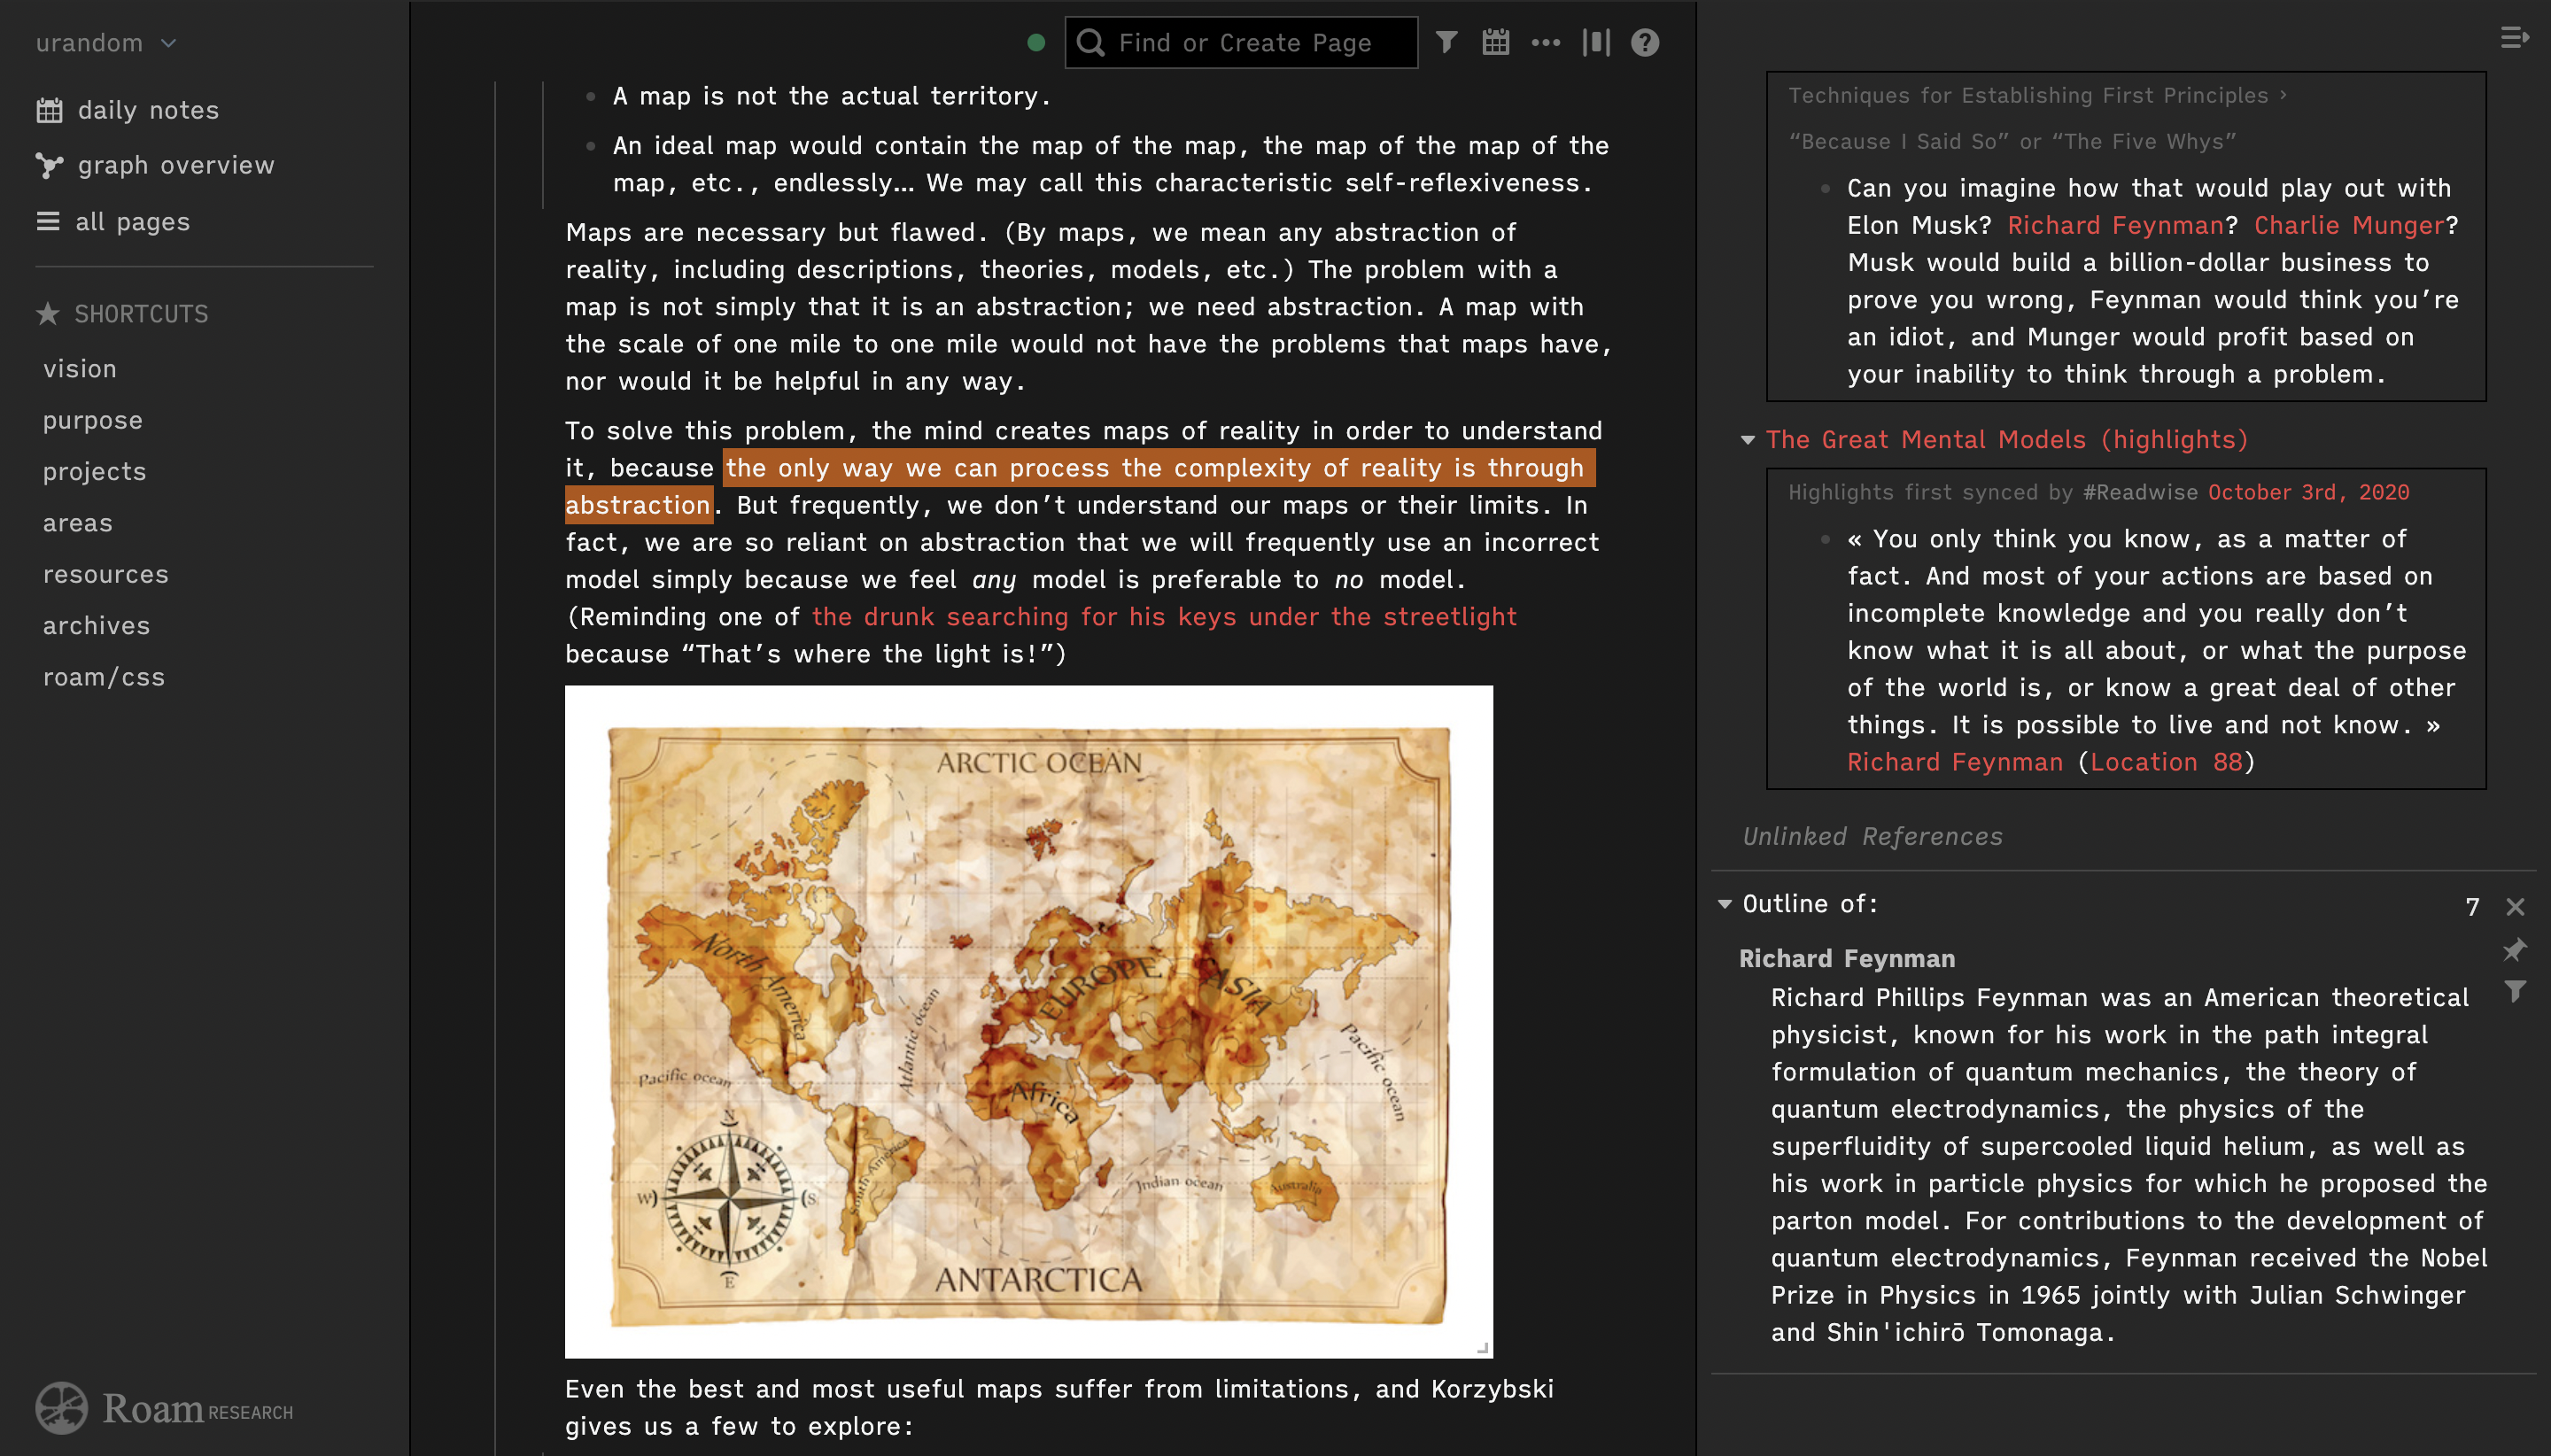 urandom
daily notes
graph overview
all pages
SHORTCUTS
vision
purpose
projects
areas
resources
archives
roam/css
Roam RESEARCH
Find or Create Page
A map is not the actual territory.
An ideal map would contain the map of the map, the map of the map of the
map, etc., endlessly… We may call this characteristic self-reflexiveness.
Maps are necessary but flawed. (By maps, we mean any abstraction of
reality, including descriptions, theories, models, etc.) The problem with a
map is not simply that it is an abstraction; we need abstraction. A map with
the scale of one mile to one mile would not have the problems that maps have,
nor would it be helpful in any way.
To solve this problem, the mind creates maps of reality in order to understand
it, because the only way we can process the complexity of reality is through
abstraction. But frequently, we don’t understand our maps or their limits. In
fact, we are so reliant on abstraction that we will frequently use an incorrect
model simply because we feel any model is preferable to no model.
(Reminding one of the drunk searching for his keys under the streetlight
because “That’s where the light is!”)
ARCTIC OCEAN
North America
EUROPE
ASIA
Atlantic ocean
Pacific ocean
Pacific ocean
Africa
South America
Indian ocean
Australia
N
W
S
E
ANTARCTICA
Even the best and most useful maps suffer from limitations, and Korzybski
gives us a few to explore:
Techniques for Establishing First Principles ›
“Because I Said So” or “The Five Whys”
Can you imagine how that would play out with
Elon Musk? Richard Feynman? Charlie Munger?
Musk would build a billion-dollar business to
prove you wrong, Feynman would think you’re
an idiot, and Munger would profit based on
your inability to think through a problem.
The Great Mental Models (highlights)
Highlights first synced by #Readwise October 3rd, 2020
« You only think you know, as a matter of
fact. And most of your actions are based on
incomplete knowledge and you really don’t
know what it is all about, or what the purpose
of the world is, or know a great deal of other
things. It is possible to live and not know. »
Richard Feynman (Location 88)
Unlinked References
Outline of: 7
Richard Feynman
Richard Phillips Feynman was an American theoretical
physicist, known for his work in the path integral
formulation of quantum mechanics, the theory of
quantum electrodynamics, the physics of the
superfluidity of supercooled liquid helium, as well as
his work in particle physics for which he proposed the
parton model. For contributions to the development of
quantum electrodynamics, Feynman received the Nobel
Prize in Physics in 1965 jointly with Julian Schwinger
and Shin'ichirō Tomonaga.